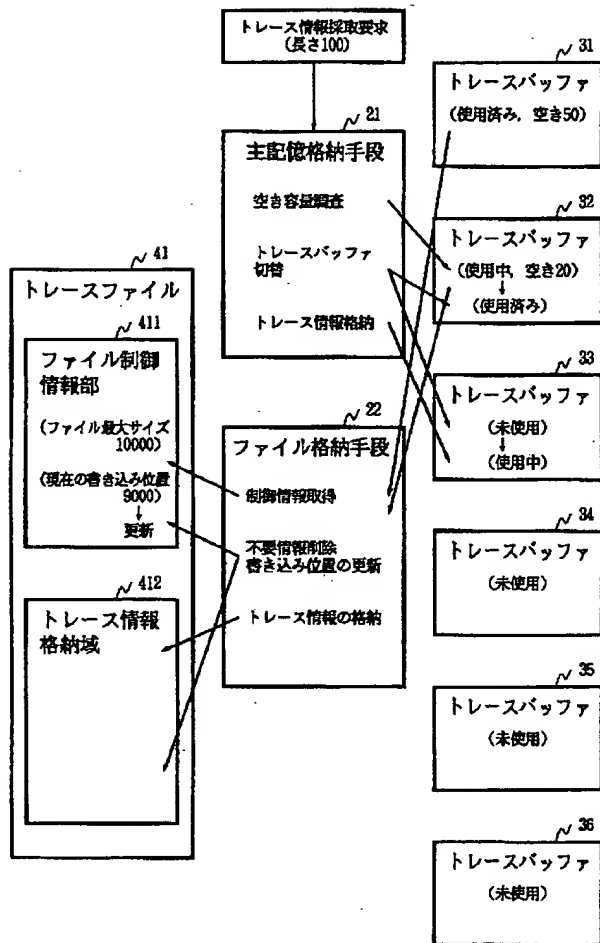 トレース情報採取要求
(長さ100)
21
主記憶格納手段
空き容量調査
トレースバッファ
切替
トレース情報格納
22
ファイル格納手段
制御情報取得
不要情報削除
書き込み位置の更新
トレース情報の格納
31
トレースバッファ
(使用済み, 空き50)
32
トレースバッファ
(使用中, 空き20)
↓
(使用済み)
33
トレースバッファ
(未使用)
↓
(使用中)
34
トレースバッファ
(未使用)
35
トレースバッファ
(未使用)
36
トレースバッファ
(未使用)
41
トレースファイル
411
ファイル制御
情報部
(ファイル最大サイズ
10000)
(現在の書き込み位置
9000)
↓
更新
412
トレース情報
格納域